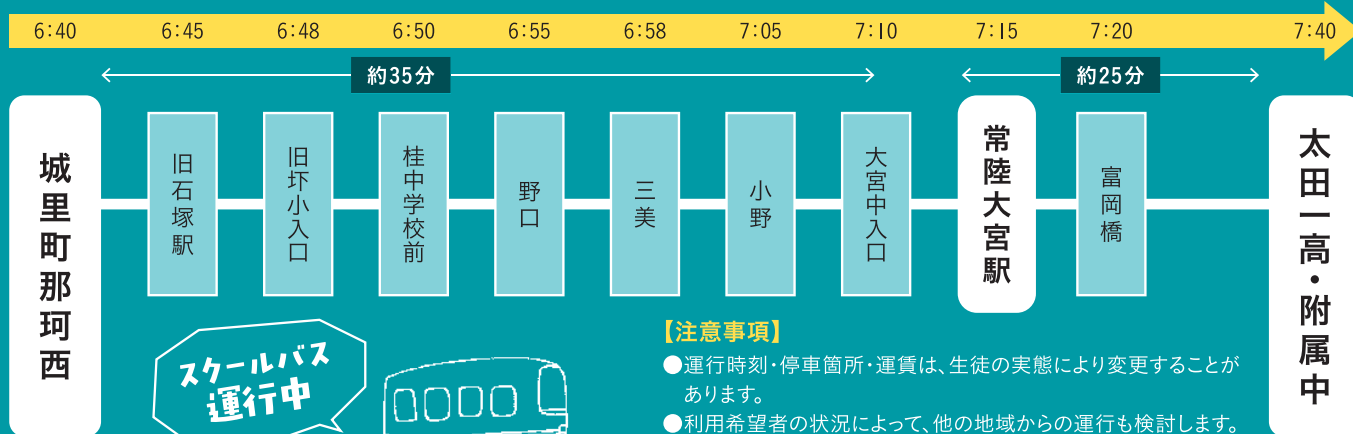 6:40 6:45 6:48 6:50 6:55 6:58 7:05 7:10 7:15 7:20 7:40
約35分 約25分
城里町那珂西
旧石塚駅
旧圷小入口
桂中学校前
野口
三美
小野
大宮中入口
常陸大宮駅
富岡橋
太田一高・附属中
スクールバス
運行中
【注意事項】
●運行時刻・停車箇所・運賃は、生徒の実態により変更することが
あります。
●利用希望者の状況によって、他の地域からの運行も検討します。